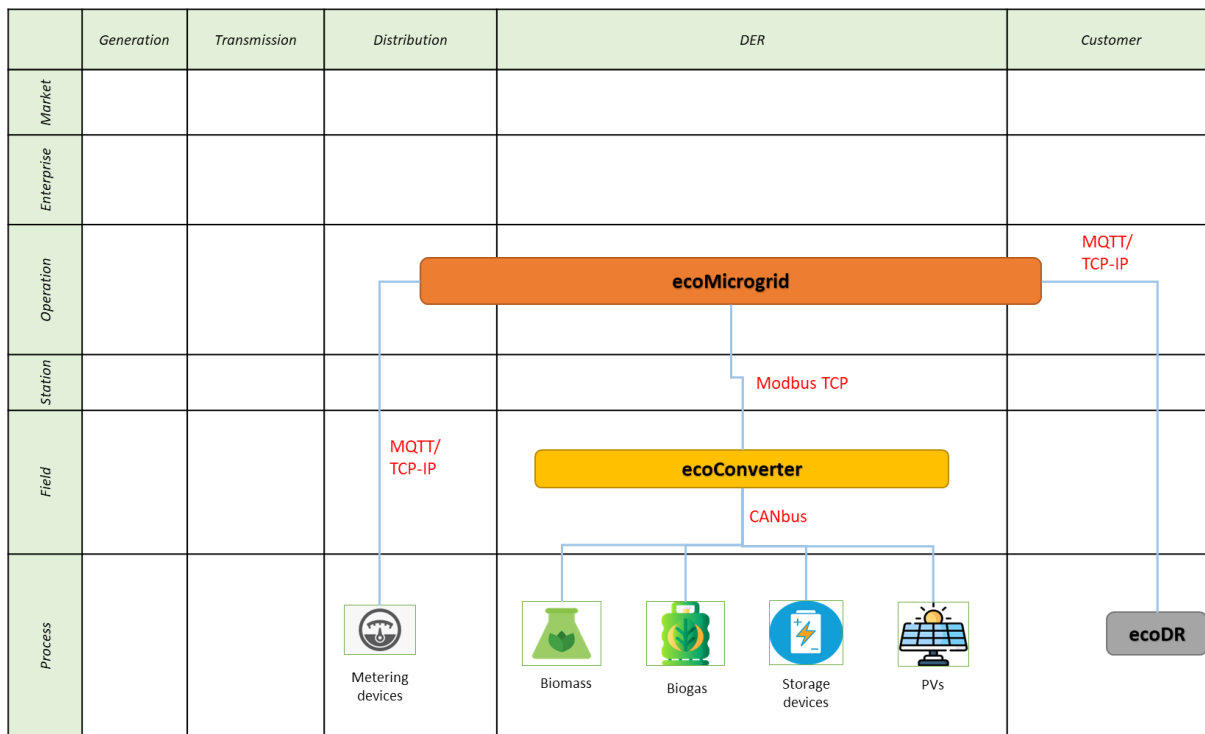 Generation
Transmission
Distribution
DER
Customer
Market
Enterprise
Operation
ecoMicrogrid
MQTT/
TCP-IP
Station
Modbus TCP
Field
MQTT/
TCP-IP
ecoConverter
CANbus
Process
Metering
devices
Biomass
Biogas
Storage
devices
PVs
ecoDR